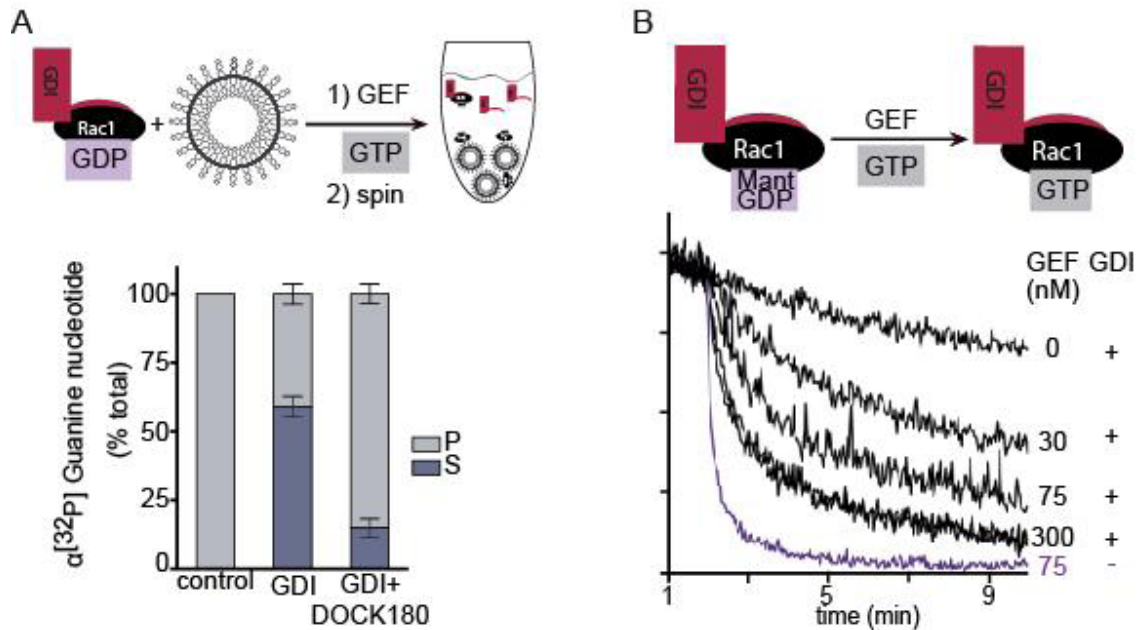 A
GDI
Rac1
GDP
+
1) GEF
GTP
2) spin
α[32P] Guanine nudeotide
(% total)
100
75
50
25
0
control
GDI
GDI+
DOCK180
P
S
B
GDI
Rac1
Mant
GDP
GEF
GTP
GDI
Rac1
GTP
GEF GDI
(nM)
0 +
30 +
75 +
300 +
75 -
1 5 9
time (min)